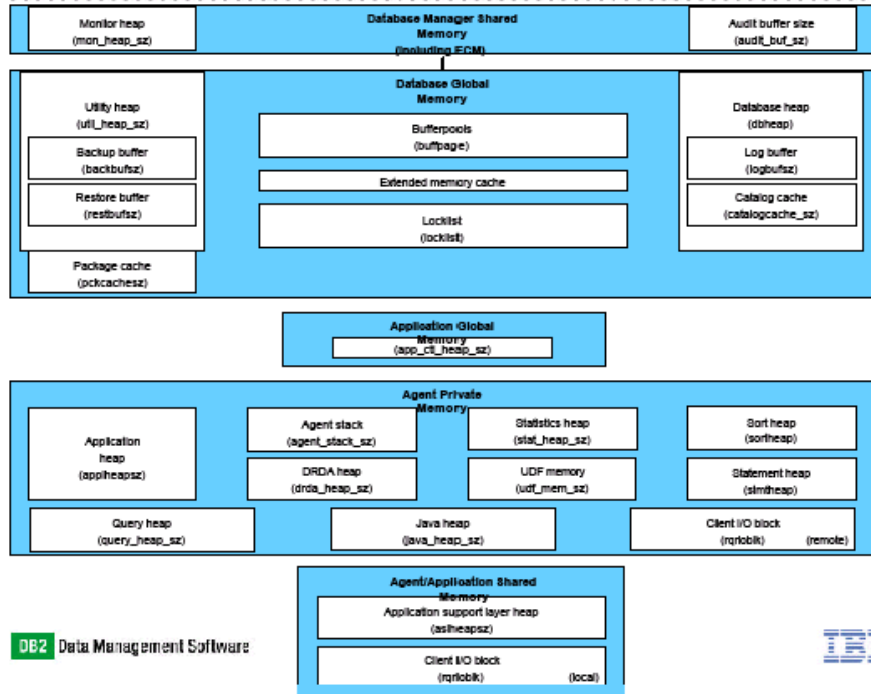 Monitor heap
(mon_heap_sz)
Database Manager Shared
Memory
(including FCM)
Audit buffer size
(audit_buf_sz)
Database Global
Memory
Utility heap
(util_heap_sz)
Backup buffer
(backbufsz)
Restore buffer
(restbufsz)
Package cache
(pckcachesz)
Bufferpools
(buffpage)
Extended memory cache
Locklist
(locklist)
Database heap
(dbheap)
Log buffer
(logbufsz)
Catalog cache
(catalogcache_sz)
Application Global
Memory
(app_ctl_heap_sz)
Agent Private
Memory
Application
heap
(applheapsz)
Agent stack
(agent_stack_sz)
Statistics heap
(stat_heap_sz)
Sort heap
(sortheap)
DRDA heap
(drda_heap_sz)
UDF memory
(udf_mem_sz)
Statement heap
(stmtheap)
Query heap
(query_heap_sz)
Java heap
(java_heap_sz)
Client I/O block
(rqrioblk) (remote)
Agent/Application Shared
Memory
Application support layer heap
(aslheapsz)
Client I/O block
(rqrioblk) (local)
DB2 Data Management Software